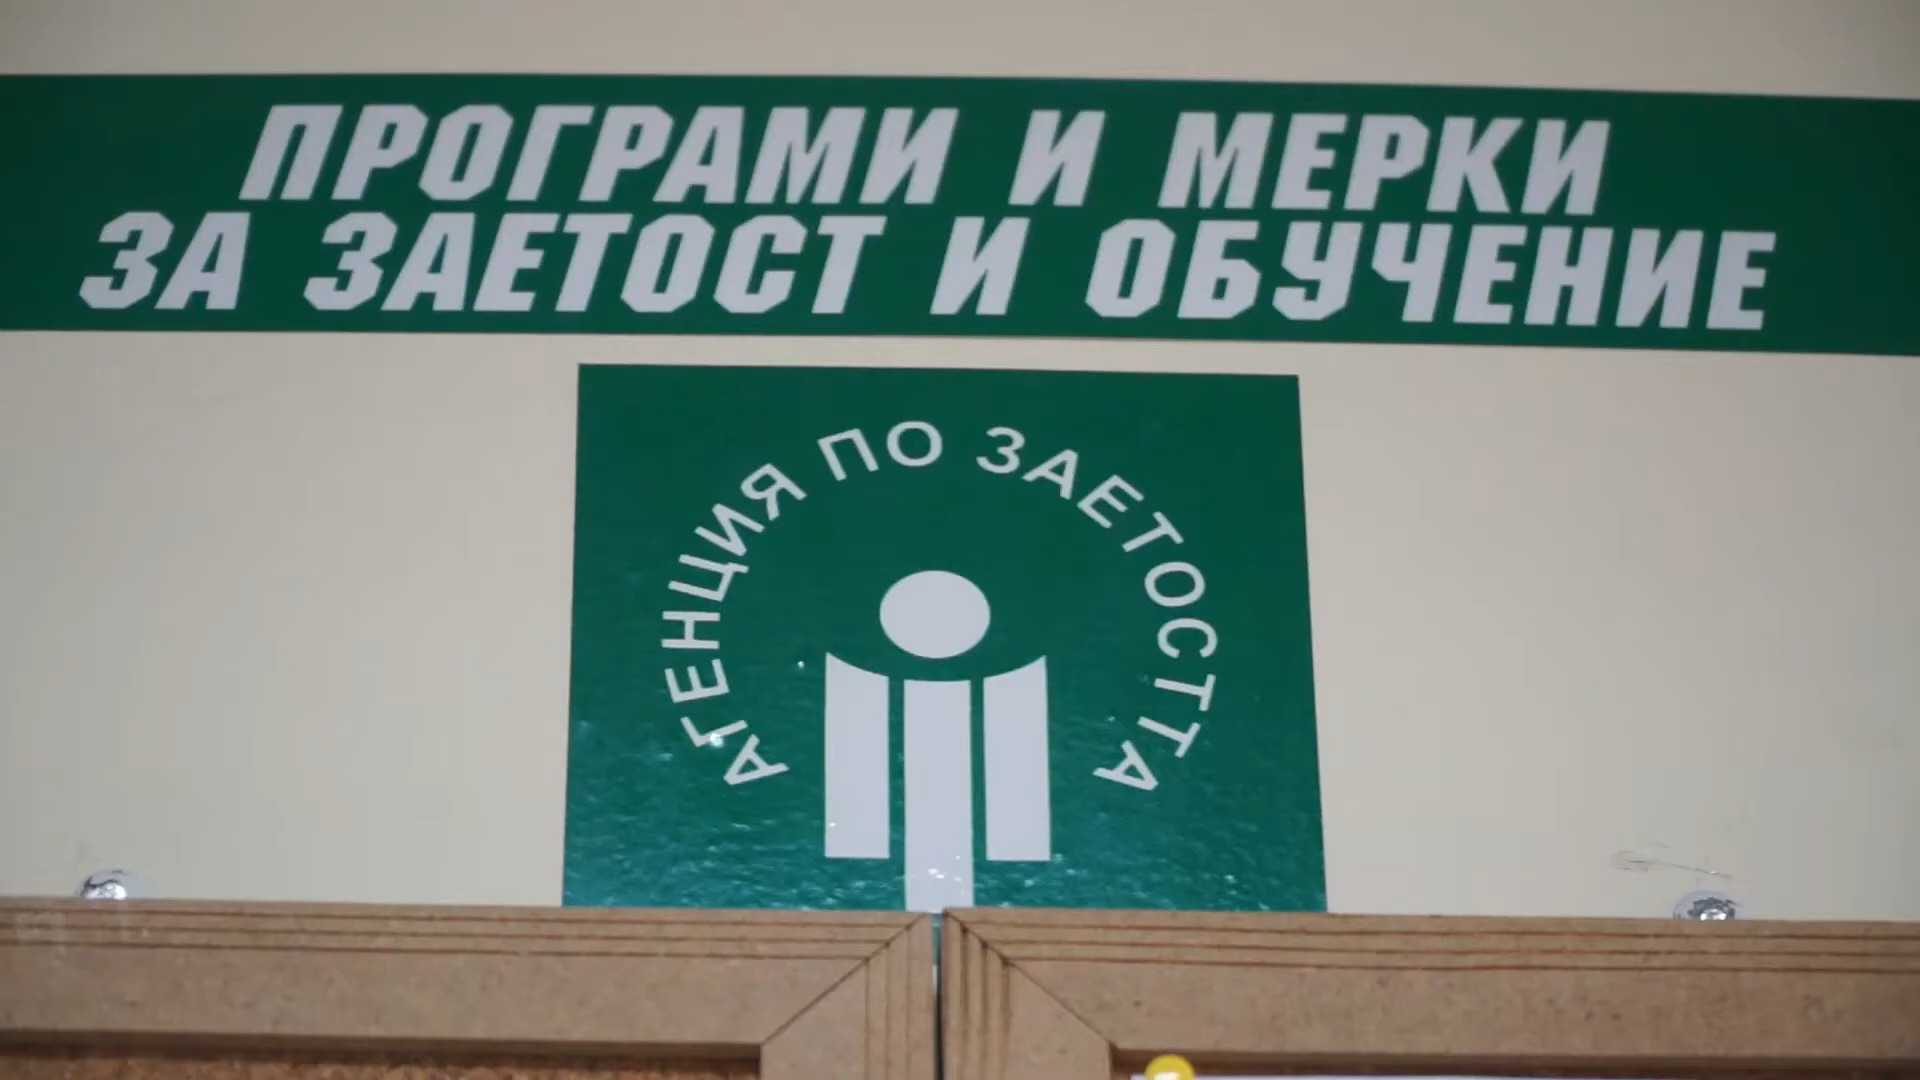 ПРОГРАМИ И МЕРКИ
ЗА ЗАЕТОСТ И ОБУЧЕНИЕ
АГЕНЦИЯ ПО ЗАЕТОСТТА